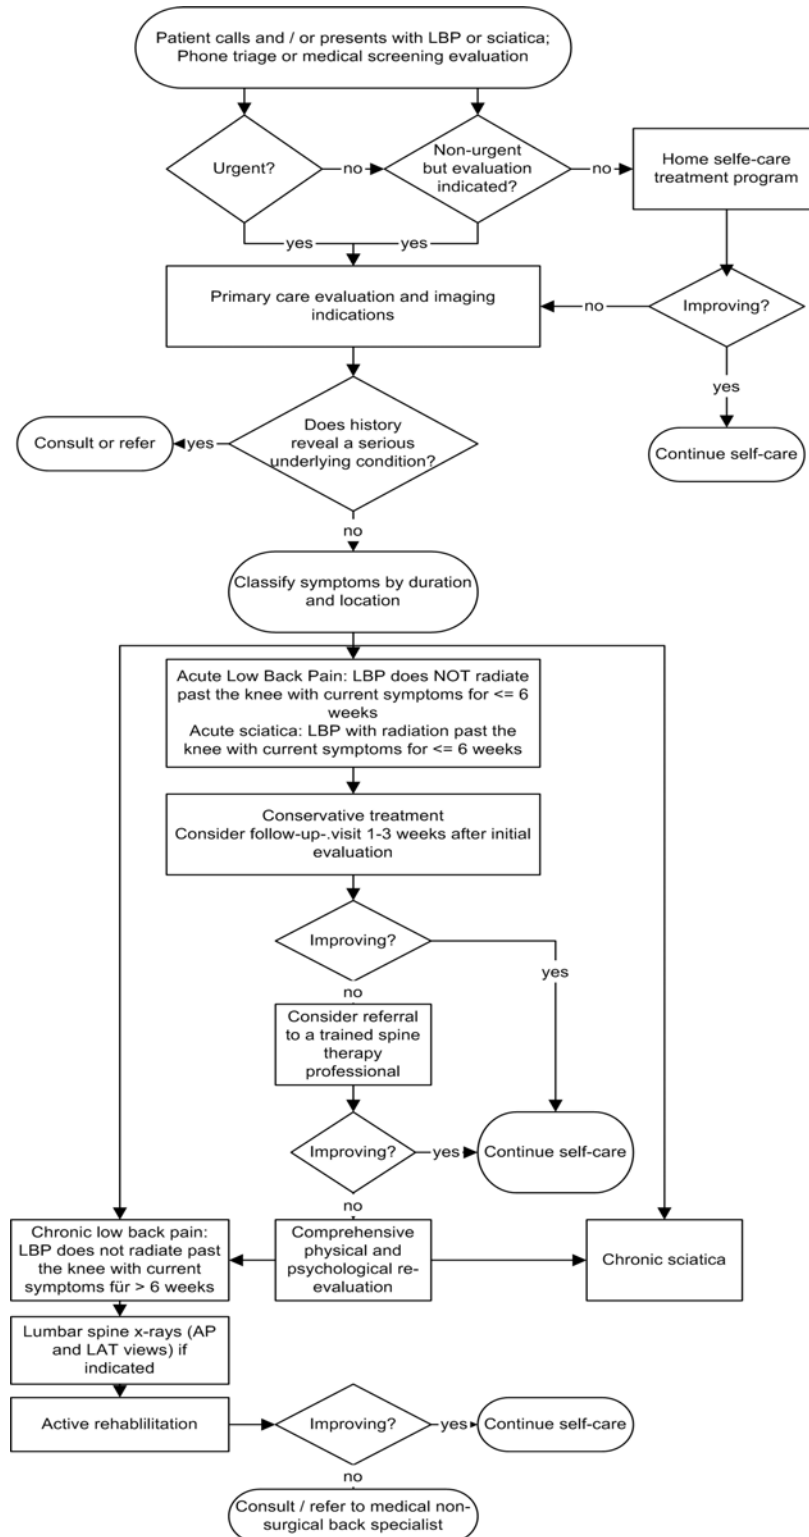 Patient calls and / or presents with LBP or sciatica;
Phone triage or medical screening evaluation
Urgent?
no
Non-urgent
but evaluation
indicated?
no
Home selfe-care
treatment program
yes
yes
Primary care evaluation and imaging
indications
no
Improving?
yes
Continue self-care
Does history
reveal a serious
underlying condition?
yes
Consult or refer
no
Classify symptoms by duration
and location
Acute Low Back Pain: LBP does NOT radiate
past the knee with current symptoms for <= 6
weeks
Acute sciatica: LBP with radiation past the
knee with current symptoms for <= 6 weeks
Conservative treatment
Consider follow-up-.visit 1-3 weeks after initial
evaluation
Improving?
yes
no
Consider referral
to a trained spine
therapy
professional
Improving?
yes
Continue self-care
no
Chronic low back pain:
LBP does not radiate past
the knee with current
symptoms für > 6 weeks
Comprehensive
physical and
psychological re-
evaluation
Chronic sciatica
Lumbar spine x-rays (AP
and LAT views) if
indicated
Active rehablilitation
Improving?
yes
Continue self-care
no
Consult / refer to medical non-
surgical back specialist